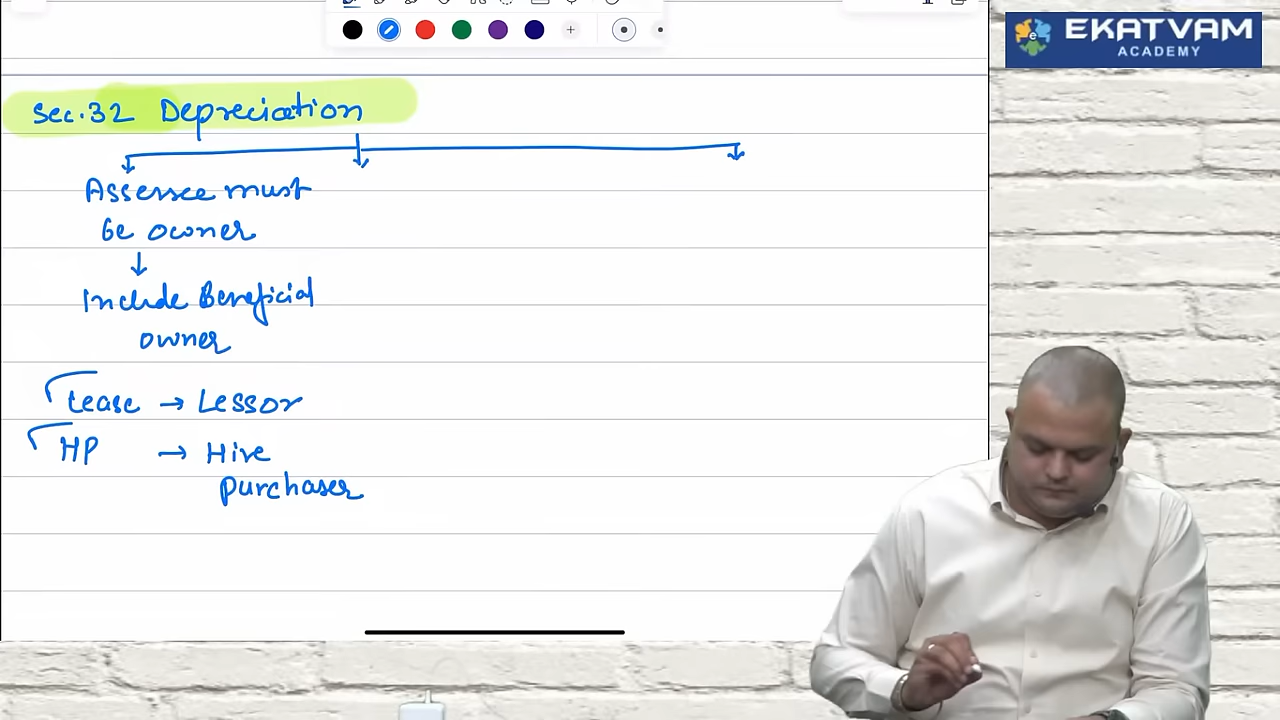 EKATVAM
ACADEMY
Sec.32 Depreciation
Assessee must
be owner
Include Beneficial
owner
Lease → Lessor
HP → Hire
purchaser